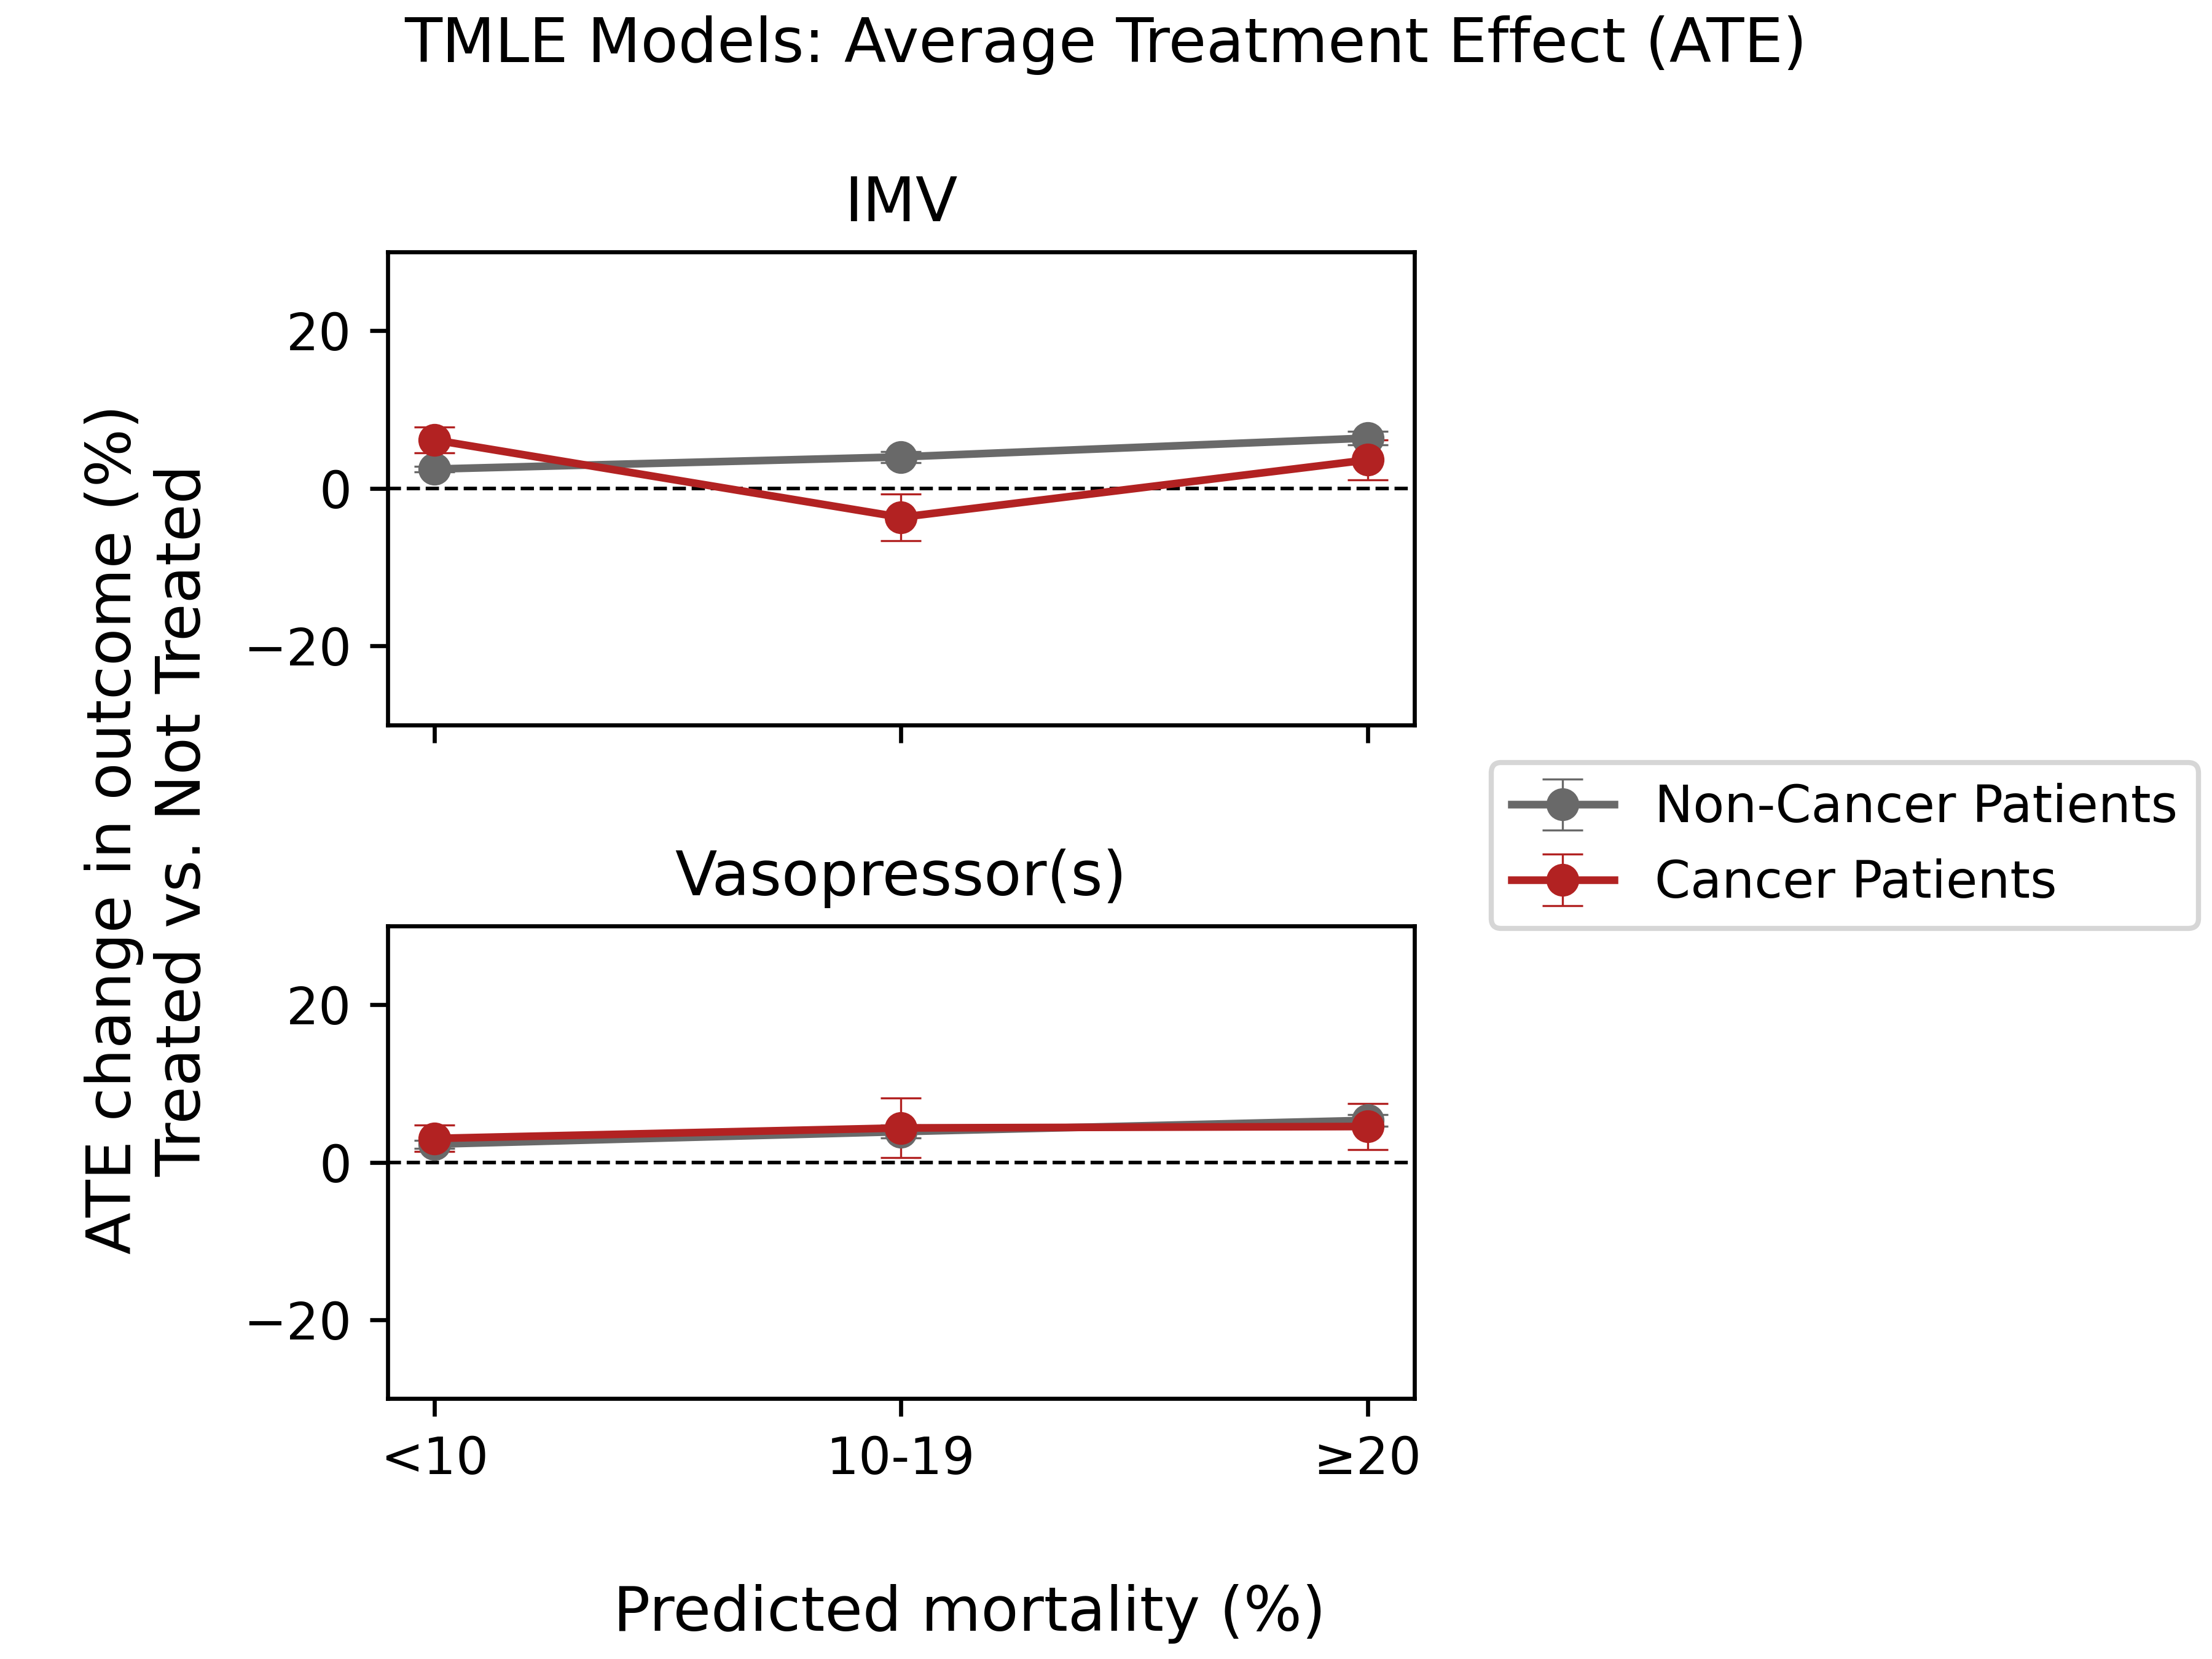 TMLE Models: Average Treatment Effect (ATE)
IMV
20
0
−20
ATE change in outcome (%)
Treated vs. Not Treated
Non-Cancer Patients
Cancer Patients
Vasopressor(s)
20
0
−20
<10
10-19
≥20
Predicted mortality (%)